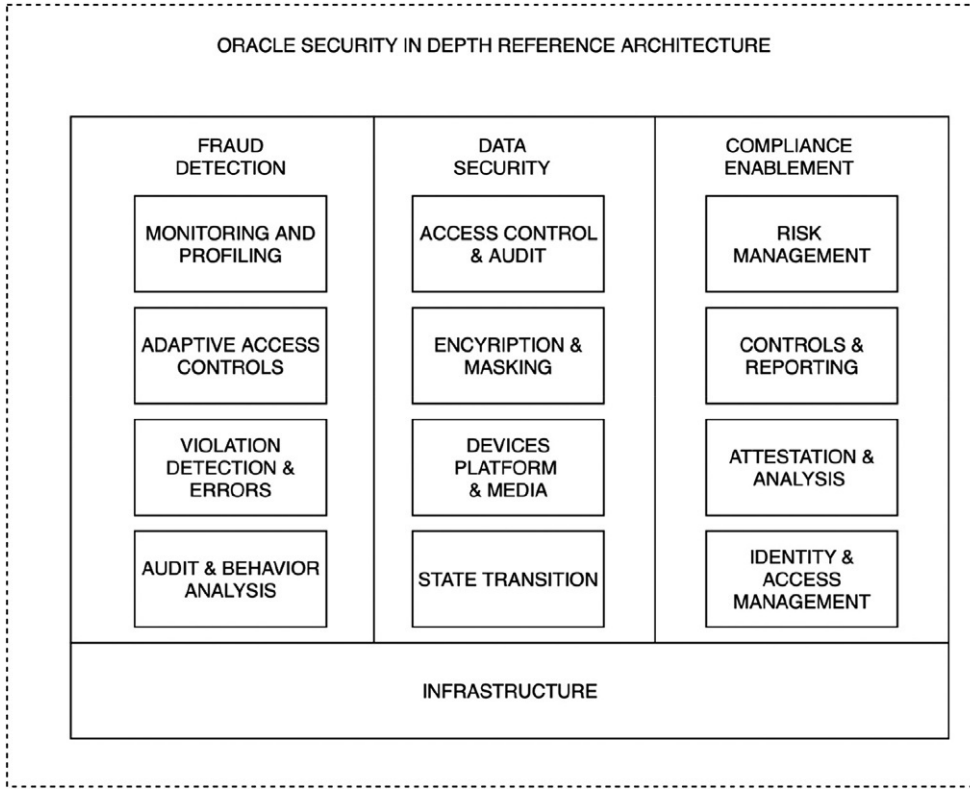 ORACLE SECURITY IN DEPTH REFERENCE ARCHITECTURE
FRAUD
DETECTION
MONITORING AND
PROFILING
ADAPTIVE ACCESS
CONTROLS
VIOLATION
DETECTION &
ERRORS
AUDIT & BEHAVIOR
ANALYSIS
DATA
SECURITY
ACCESS CONTROL
& AUDIT
ENCYRIPTION &
MASKING
DEVICES
PLATFORM
& MEDIA
STATE TRANSITION
COMPLIANCE
ENABLEMENT
RISK
MANAGEMENT
CONTROLS &
REPORTING
ATTESTATION &
ANALYSIS
IDENTITY &
ACCESS
MANAGEMENT
INFRASTRUCTURE